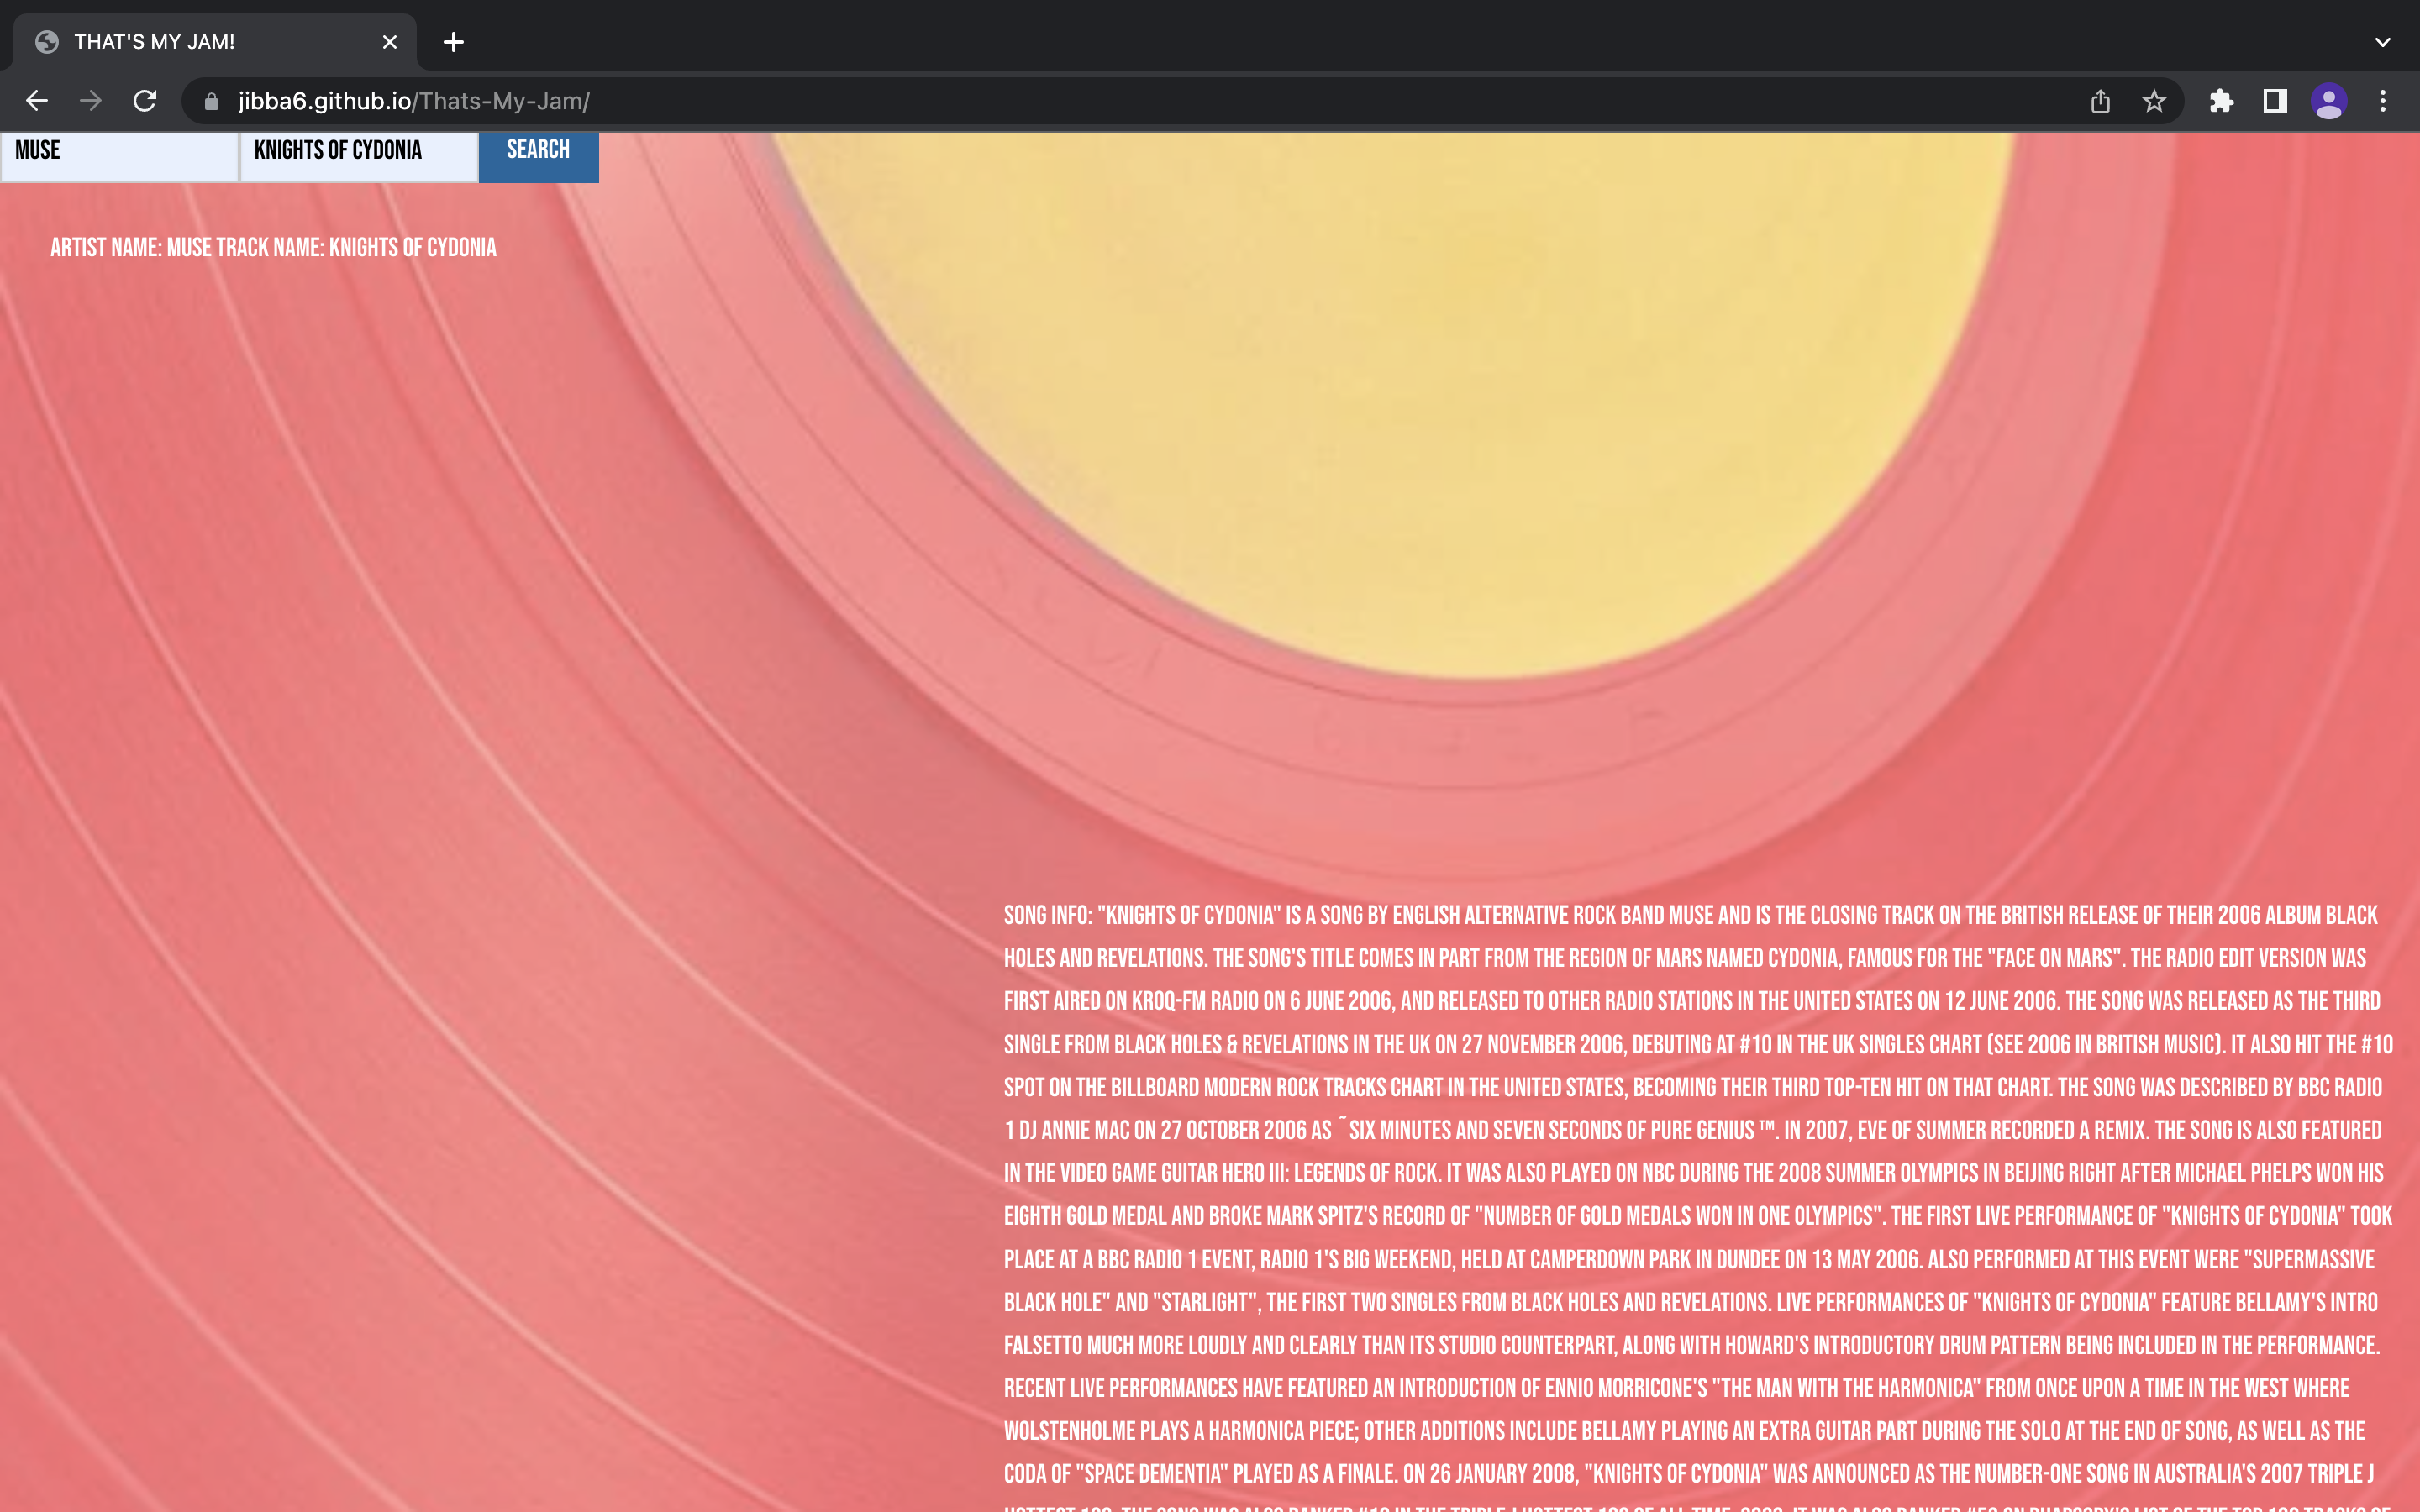 THAT'S MY JAM!
jibba6.github.io/Thats-My-Jam/
MUSE KNIGHTS OF CYDONIA SEARCH
ARTIST NAME: MUSE TRACK NAME: KNIGHTS OF CYDONIA
SONG INFO: "KNIGHTS OF CYDONIA" IS A SONG BY ENGLISH ALTERNATIVE ROCK BAND MUSE AND IS THE CLOSING TRACK ON THE BRITISH RELEASE OF THEIR 2006 ALBUM BLACK
HOLES AND REVELATIONS. THE SONG'S TITLE COMES IN PART FROM THE REGION OF MARS NAMED CYDONIA, FAMOUS FOR THE "FACE ON MARS". THE RADIO EDIT VERSION WAS
FIRST AIRED ON KROQ-FM RADIO ON 6 JUNE 2006, AND RELEASED TO OTHER RADIO STATIONS IN THE UNITED STATES ON 12 JUNE 2006. THE SONG WAS RELEASED AS THE THIRD
SINGLE FROM BLACK HOLES & REVELATIONS IN THE UK ON 27 NOVEMBER 2006, DEBUTING AT #10 IN THE UK SINGLES CHART (SEE 2006 IN BRITISH MUSIC). IT ALSO HIT THE #10
SPOT ON THE BILLBOARD MODERN ROCK TRACKS CHART IN THE UNITED STATES, BECOMING THEIR THIRD TOP-TEN HIT ON THAT CHART. THE SONG WAS DESCRIBED BY BBC RADIO
1 DJ ANNIE MAC ON 27 OCTOBER 2006 AS ˜SIX MINUTES AND SEVEN SECONDS OF PURE GENIUS™. IN 2007, EVE OF SUMMER RECORDED A REMIX. THE SONG IS ALSO FEATURED
IN THE VIDEO GAME GUITAR HERO III: LEGENDS OF ROCK. IT WAS ALSO PLAYED ON NBC DURING THE 2008 SUMMER OLYMPICS IN BEIJING RIGHT AFTER MICHAEL PHELPS WON HIS
EIGHTH GOLD MEDAL AND BROKE MARK SPITZ'S RECORD OF "NUMBER OF GOLD MEDALS WON IN ONE OLYMPICS". THE FIRST LIVE PERFORMANCE OF "KNIGHTS OF CYDONIA" TOOK
PLACE AT A BBC RADIO 1 EVENT, RADIO 1'S BIG WEEKEND, HELD AT CAMPERDOWN PARK IN DUNDEE ON 13 MAY 2006. ALSO PERFORMED AT THIS EVENT WERE "SUPERMASSIVE
BLACK HOLE" AND "STARLIGHT", THE FIRST TWO SINGLES FROM BLACK HOLES AND REVELATIONS. LIVE PERFORMANCES OF "KNIGHTS OF CYDONIA" FEATURE BELLAMY'S INTRO
FALSETTO MUCH MORE LOUDLY AND CLEARLY THAN ITS STUDIO COUNTERPART, ALONG WITH HOWARD'S INTRODUCTORY DRUM PATTERN BEING INCLUDED IN THE PERFORMANCE.
RECENT LIVE PERFORMANCES HAVE FEATURED AN INTRODUCTION OF ENNIO MORRICONE'S "THE MAN WITH THE HARMONICA" FROM ONCE UPON A TIME IN THE WEST WHERE
WOLSTENHOLME PLAYS A HARMONICA PIECE; OTHER ADDITIONS INCLUDE BELLAMY PLAYING AN EXTRA GUITAR PART DURING THE SOLO AT THE END OF SONG, AS WELL AS THE
CODA OF "SPACE DEMENTIA" PLAYED AS A FINALE. ON 26 JANUARY 2008, "KNIGHTS OF CYDONIA" WAS ANNOUNCED AS THE NUMBER-ONE SONG IN AUSTRALIA'S 2007 TRIPLE J